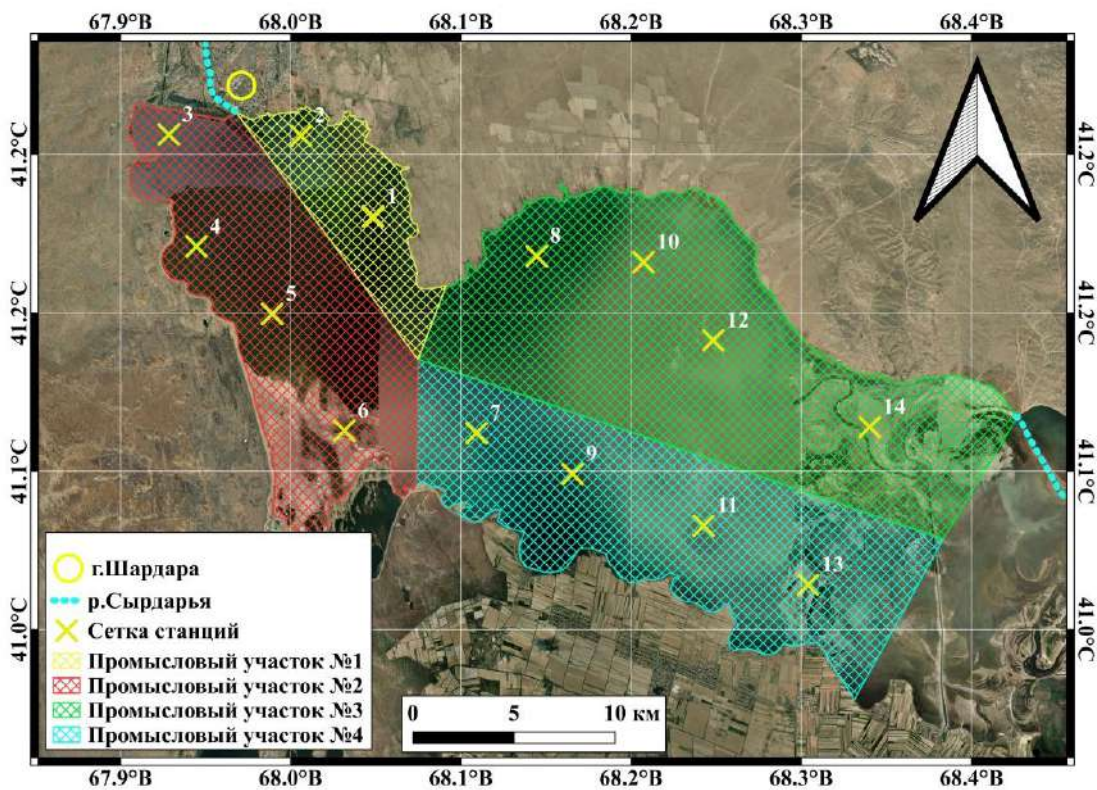 67.9°В 68.0°В 68.1°В 68.2°В 68.3°В 68.4°В
3
2
41.2°С 41.2°С
1
4
8
10
5
41.2°С 41.2°С
12
6
7
14
9
41.1°С 41.1°С
11
13
г.Шардара
р.Сырдарья
Сетка станций
41.0°С 41.0°С
Промысловый участок №1
Промысловый участок №2
Промысловый участок №3
Промысловый участок №4
0 5 10 км
67.9°В 68.0°В 68.1°В 68.2°В 68.3°В 68.4°В